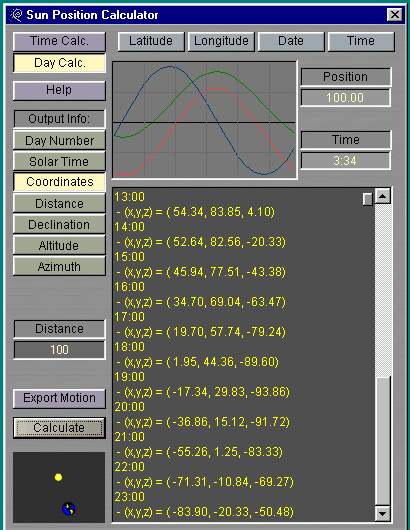 Sun Position Calculator
Time Calc.
Day Calc.
Help
Output Info:
Day Number
Solar Time
Coordinates
Distance
Declination
Altitude
Azimuth
Distance
100
Export Motion
Calculate
Latitude Longitude Date Time
Position
100.00
Time
3:34
13:00
- (x,y,z) = ( 54.34, 83.85, 4.10)
14:00
- (x,y,z) = ( 52.64, 82.56, -20.33)
15:00
- (x,y,z) = ( 45.94, 77.51, -43.38)
16:00
- (x,y,z) = ( 34.70, 69.04, -63.47)
17:00
- (x,y,z) = ( 19.70, 57.74, -79.24)
18:00
- (x,y,z) = ( 1.95, 44.36, -89.60)
19:00
- (x,y,z) = ( -17.34, 29.83, -93.86)
20:00
- (x,y,z) = ( -36.86, 15.12, -91.72)
21:00
- (x,y,z) = ( -55.26, 1.25, -83.33)
22:00
- (x,y,z) = ( -71.31, -10.84, -69.27)
23:00
- (x,y,z) = ( -83.90, -20.33, -50.48)